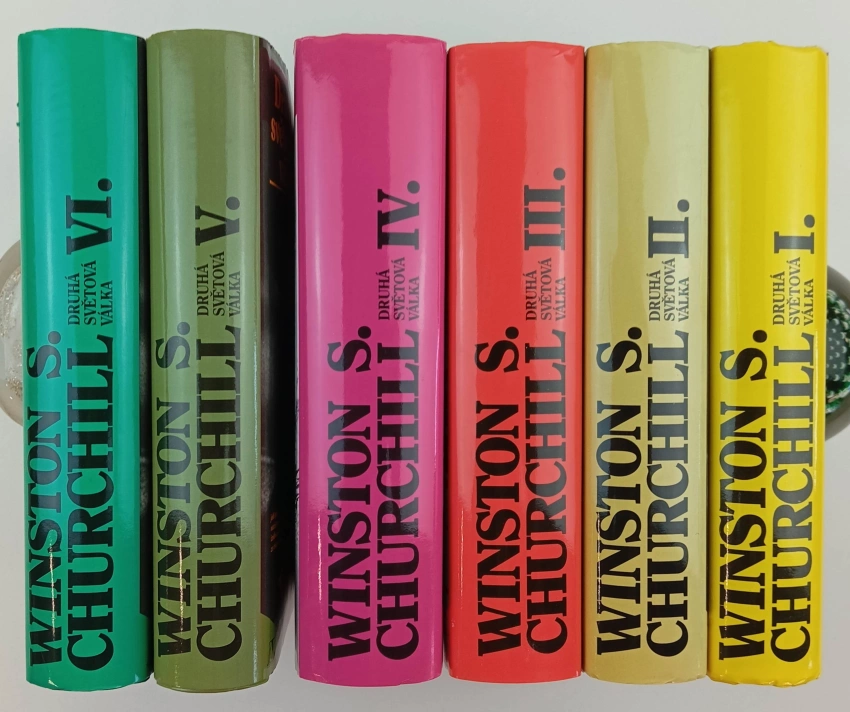 WINSTON S.
CHURCHILL
DRUHÁ
SVĚTOVÁ
VÁLKA
VI.
WINSTON S.
CHURCHILL
DRUHÁ
SVĚTOVÁ
VÁLKA
V.
WINSTON S.
CHURCHILL
DRUHÁ
SVĚTOVÁ
VÁLKA
IV.
WINSTON S.
CHURCHILL
DRUHÁ
SVĚTOVÁ
VÁLKA
III.
WINSTON S.
CHURCHILL
DRUHÁ
SVĚTOVÁ
VÁLKA
II.
WINSTON S.
CHURCHILL
DRUHÁ
SVĚTOVÁ
VÁLKA
I.